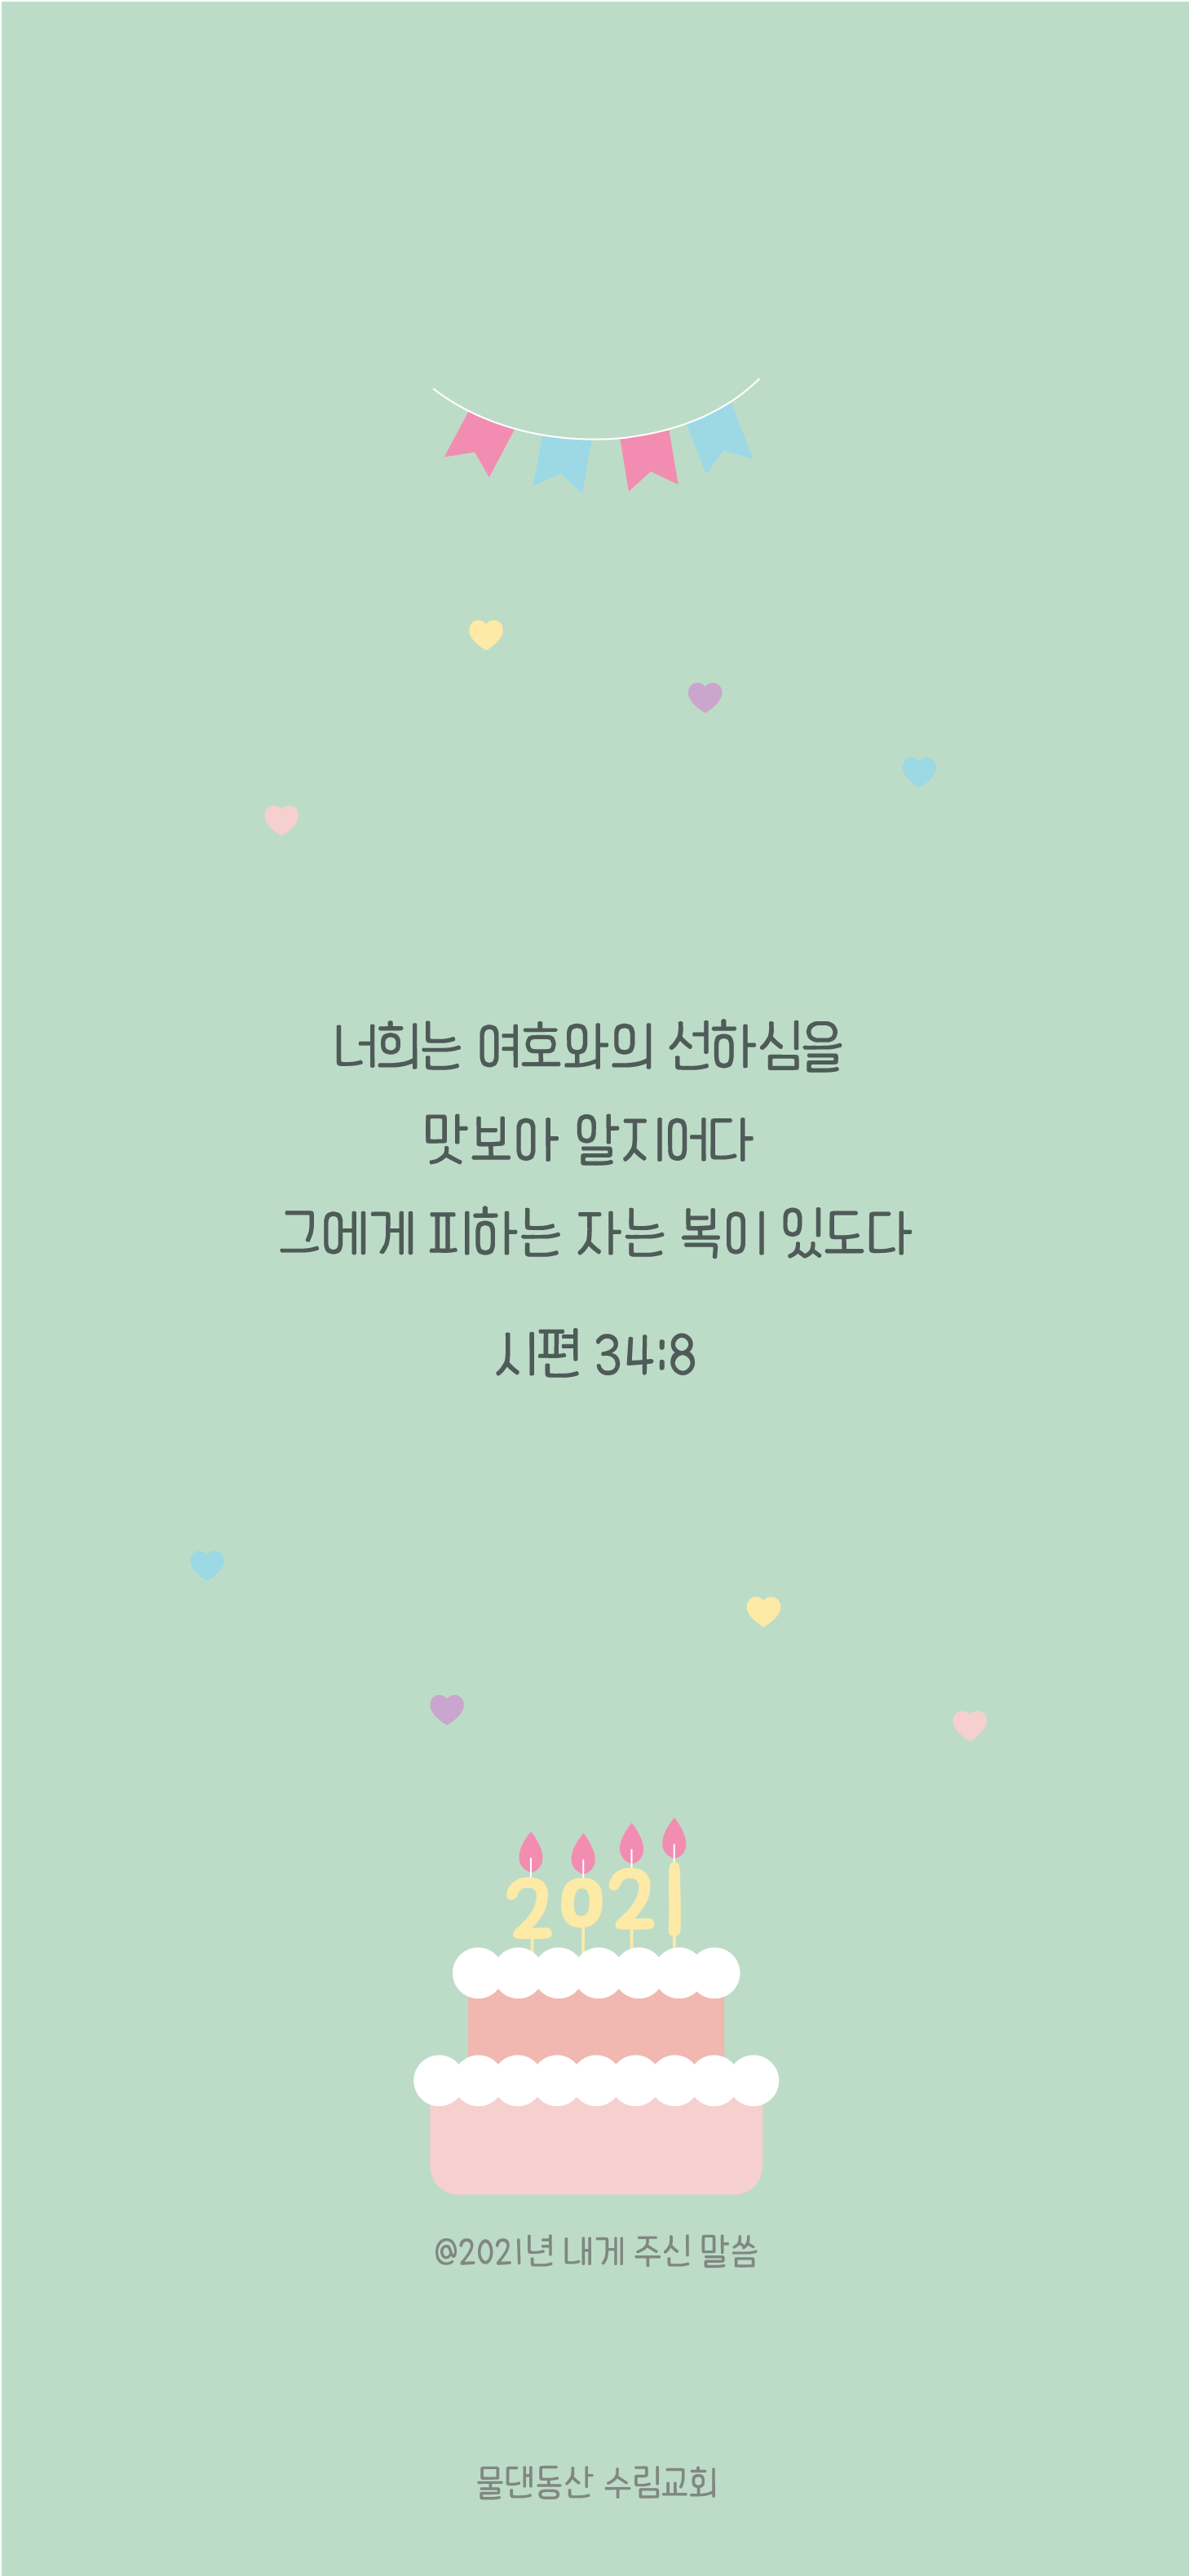 너희는 여호와의 선하심을
맛보아 알지어다
그에게 피하는 자는 복이 있도다
시편 34:8
2021
@2021년 내게 주신 말씀
물댄동산 수림교회